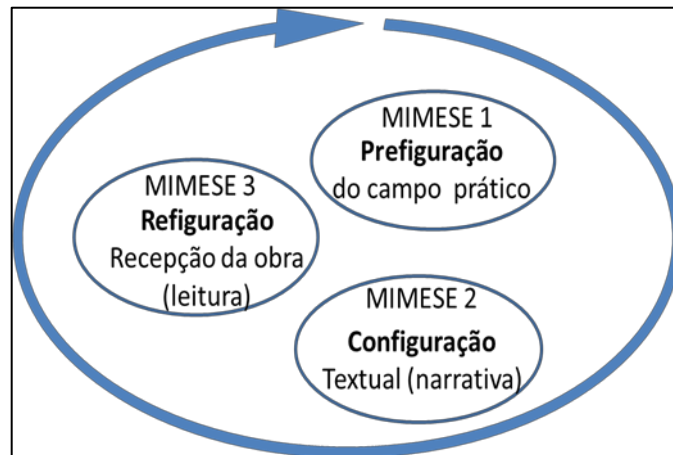 MIMESE 1
Prefiguração
do campo prático
MIMESE 2
Configuração
Textual (narrativa)
MIMESE 3
Refiguração
Recepção da obra
(leitura)